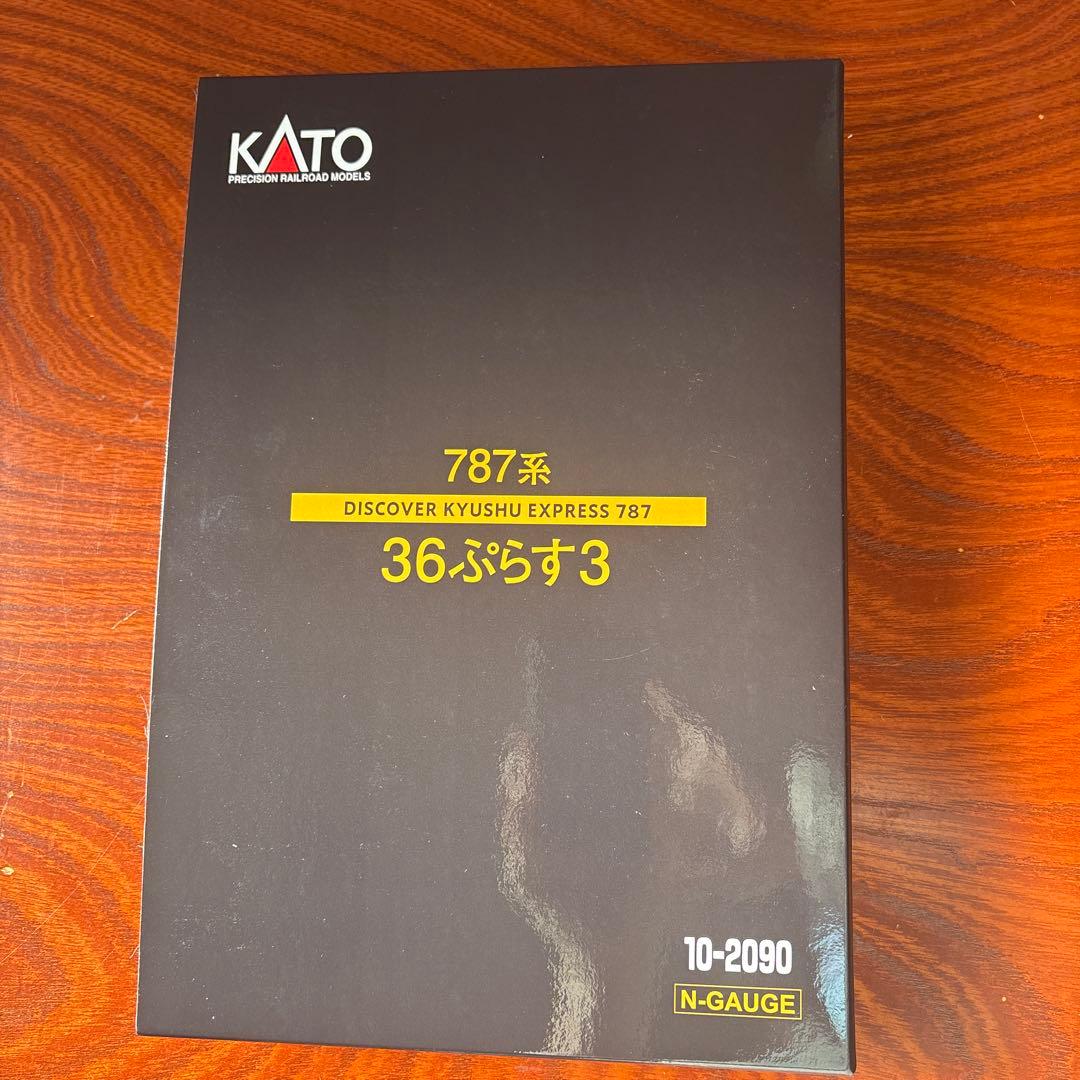 KATO
PRECISION RAILROAD MODELS
787系
DISCOVER KYUSHU EXPRESS 787
36ぷらす3
10-2090
N-GAUGE